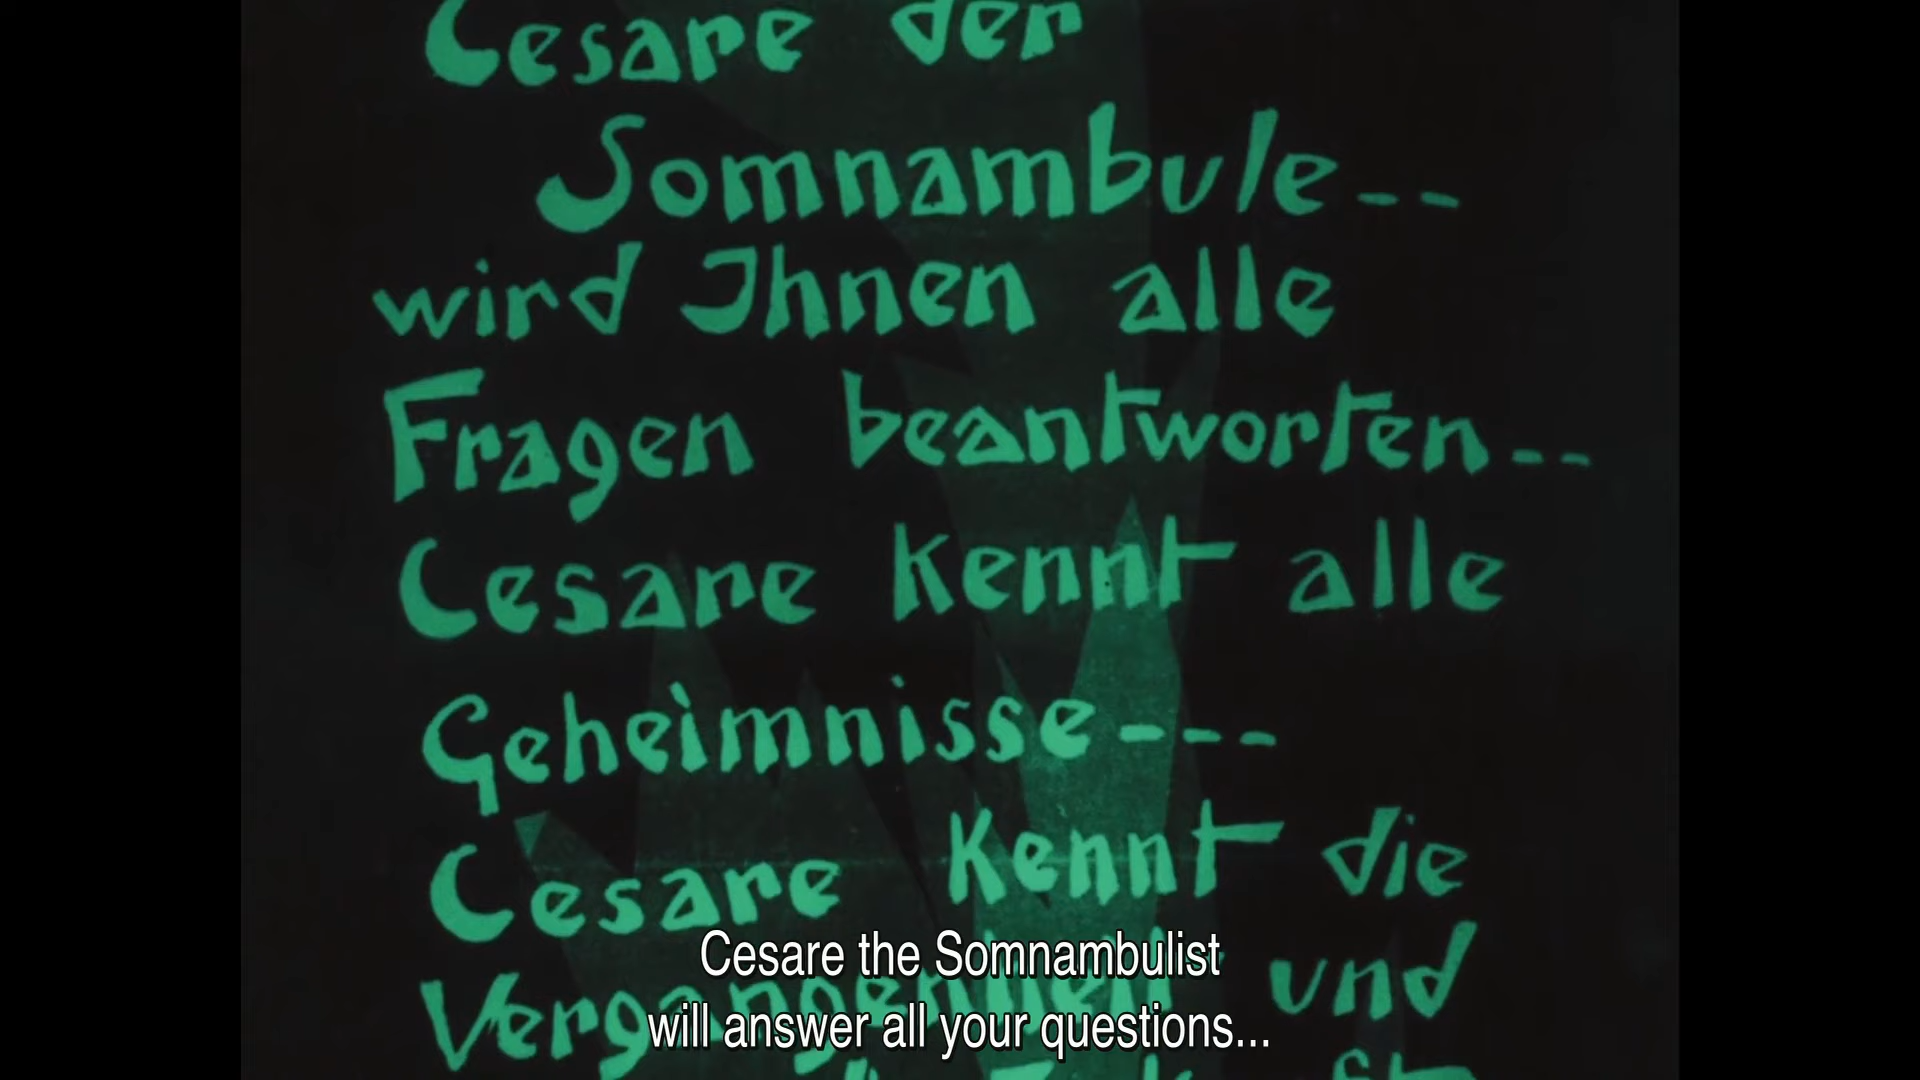 Cesare der
Somnambule--
wird Ihnen alle
Fragen beantworten--
Cesare kennt alle
Geheimnisse---
Cesare kennt die
Vergangenheit und
Cesare the Somnambulist
will answer all your questions...